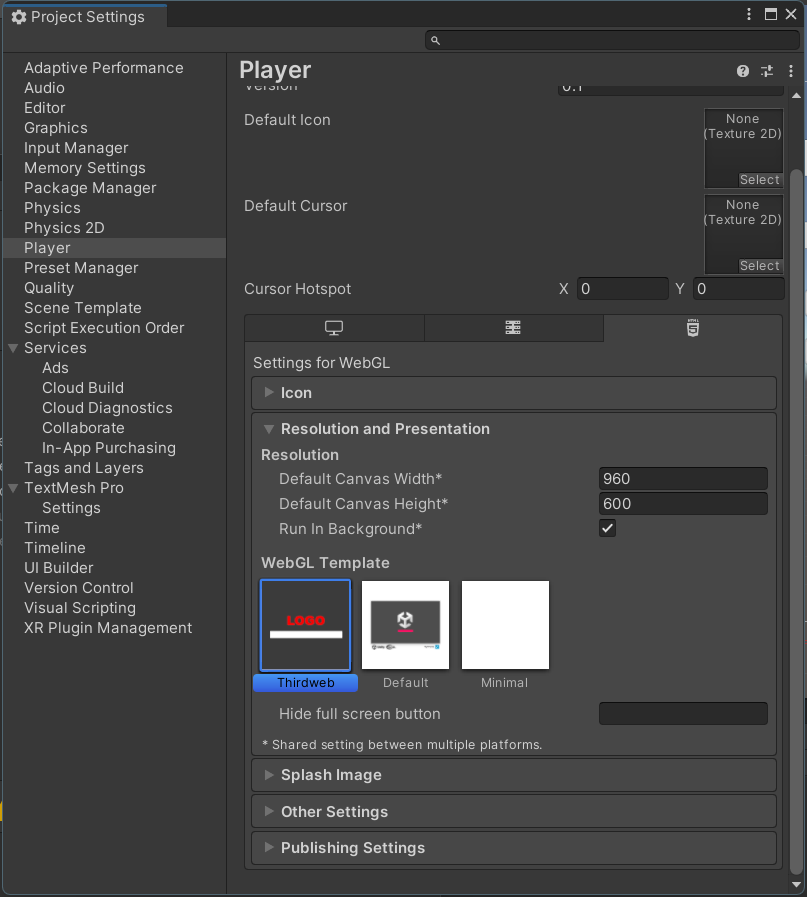 Project Settings
Adaptive Performance
Audio
Editor
Graphics
Input Manager
Memory Settings
Package Manager
Physics
Physics 2D
Player
Preset Manager
Quality
Scene Template
Script Execution Order
Services
Ads
Cloud Build
Cloud Diagnostics
Collaborate
In-App Purchasing
Tags and Layers
TextMesh Pro
Settings
Time
Timeline
UI Builder
Version Control
Visual Scripting
XR Plugin Management
Player
Version 0.1
Default Icon
None
(Texture 2D)
Select
Default Cursor
None
(Texture 2D)
Select
Cursor Hotspot X 0 Y 0
HTML
5
Settings for WebGL
Icon
Resolution and Presentation
Resolution
Default Canvas Width* 960
Default Canvas Height* 600
Run In Background*
WebGL Template
LOGO
Thirdweb Default Minimal
Hide full screen button
* Shared setting between multiple platforms.
Splash Image
Other Settings
Publishing Settings